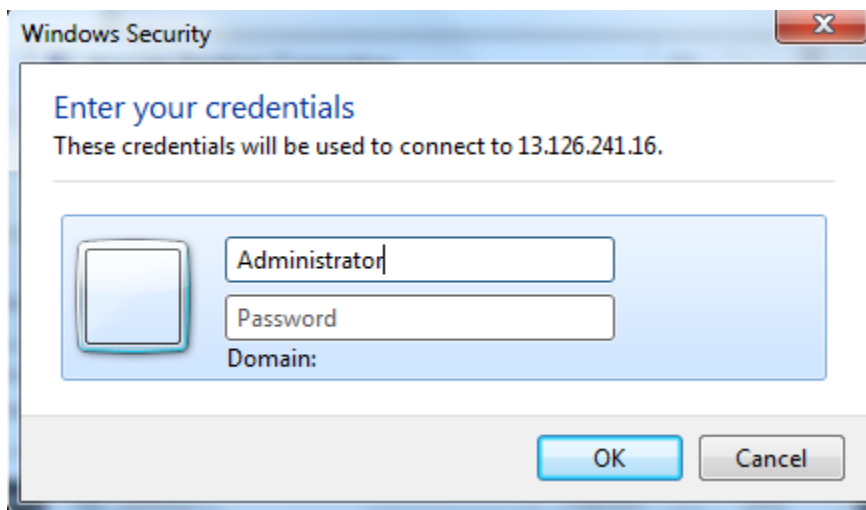 Windows Security
Enter your credentials
These credentials will be used to connect to 13.126.241.16.
Administrator
Password
Domain:
OK
Cancel